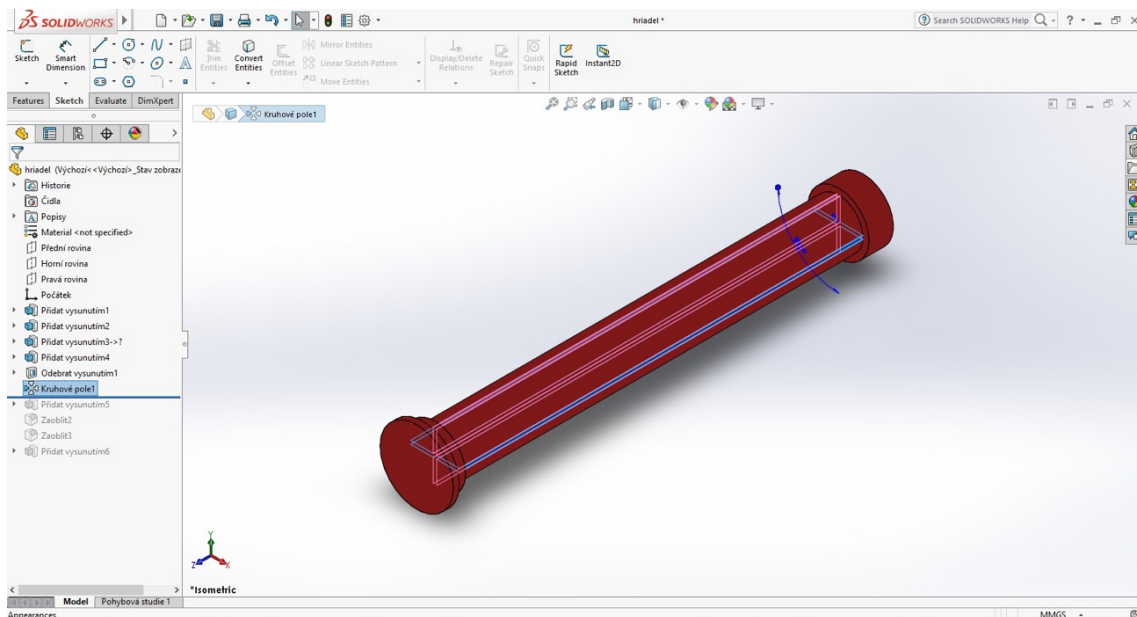 SOLIDWORKS
hriadel *
Search SOLIDWORKS Help
Sketch
Smart Dimension
Trim Entities
Convert Entities
Offset Entities
Mirror Entities
Linear Sketch Pattern
Move Entities
Display/Delete Relations
Repair Sketch
Quick Snaps
Rapid Sketch
Instant2D
Features Sketch Evaluate DimXpert
Kruhové pole1
hriadel (Výchozí<<Výchozí>_Stav zobraze
Historie
Čidla
Popisy
Material <not specified>
Přední rovina
Horní rovina
Pravá rovina
Počátek
Přidat vysunutím1
Přidat vysunutím2
Přidat vysunutím3->?
Přidat vysunutím4
Odebrat vysunutím1
Kruhové pole1
Přidat vysunutím5
Zaoblit2
Zaoblit3
Přidat vysunutím6
Y
Z
X
*Isometric
Model Pohybová studie 1
Appearances
MMGS